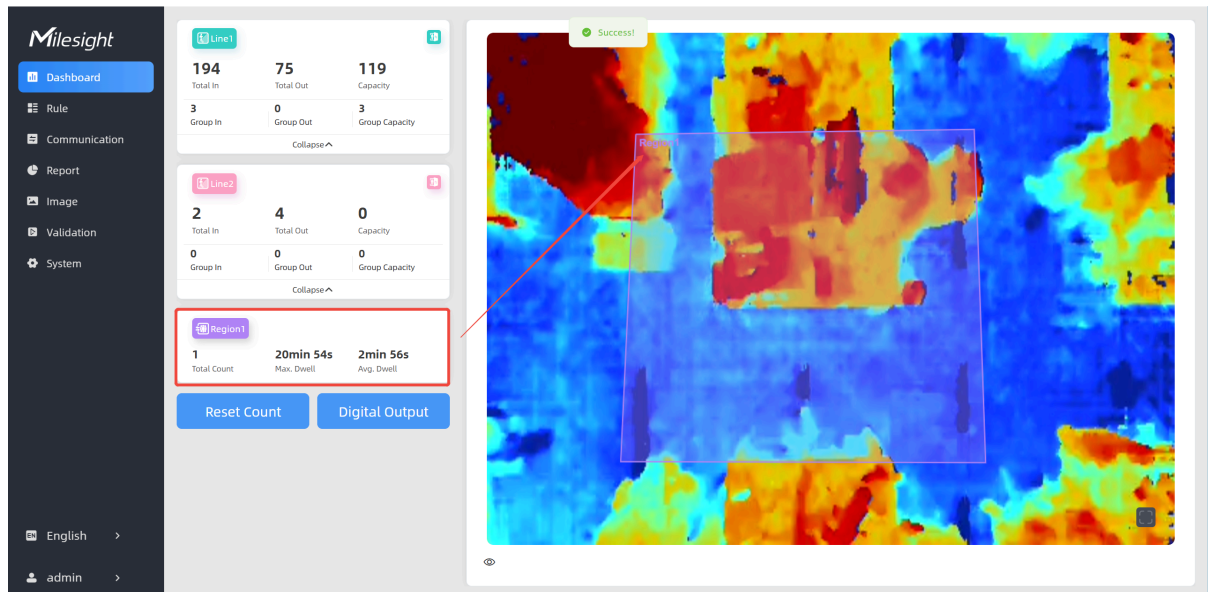 Milesight
Dashboard
Rule
Communication
Report
Image
Validation
System
EN English
admin
Line1
194 75 119
Total In Total Out Capacity
3 0 3
Group In Group Out Group Capacity
Collapse
Line2
2 4 0
Total In Total Out Capacity
0 0 0
Group In Group Out Group Capacity
Collapse
Region1
1 20min 54s 2min 56s
Total Count Max. Dwell Avg. Dwell
Reset Count Digital Output
Success!